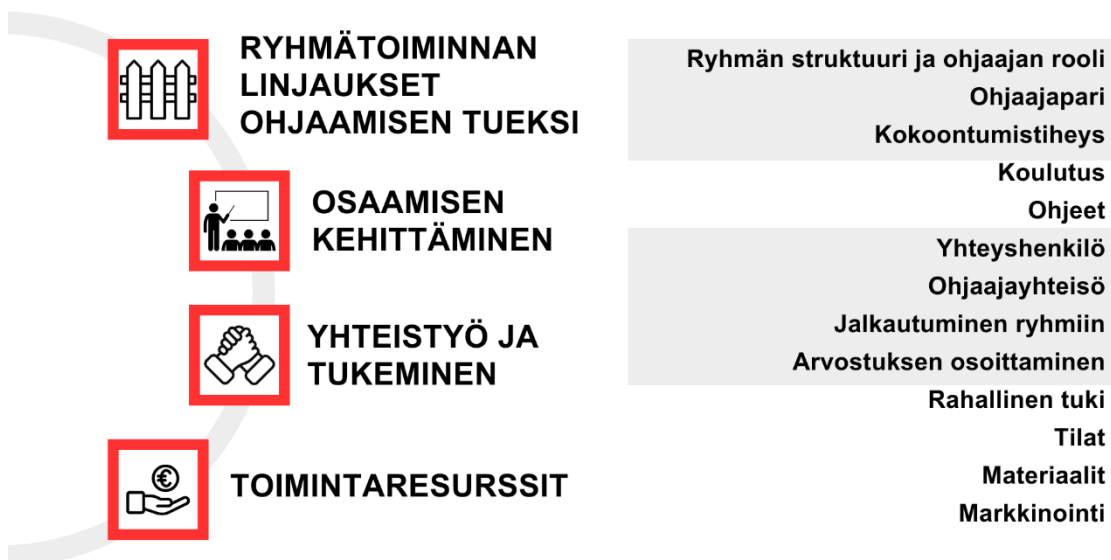 RYHMÄTOIMINNAN
LINJAUKSET
OHJAAMISEN TUEKSI
Ryhmän struktuuri ja ohjaajan rooli
Ohjaajapari
Kokoontumistiheys
OSAAMISEN
KEHITTÄMINEN
Koulutus
Ohjeet
YHTEISTYÖ JA
TUKEMINEN
Yhteyshenkilö
Ohjaajayhteisö
Jalkautuminen ryhmiin
Arvostuksen osoittaminen
€
TOIMINTARESURSSIT
Rahallinen tuki
Tilat
Materiaalit
Markkinointi